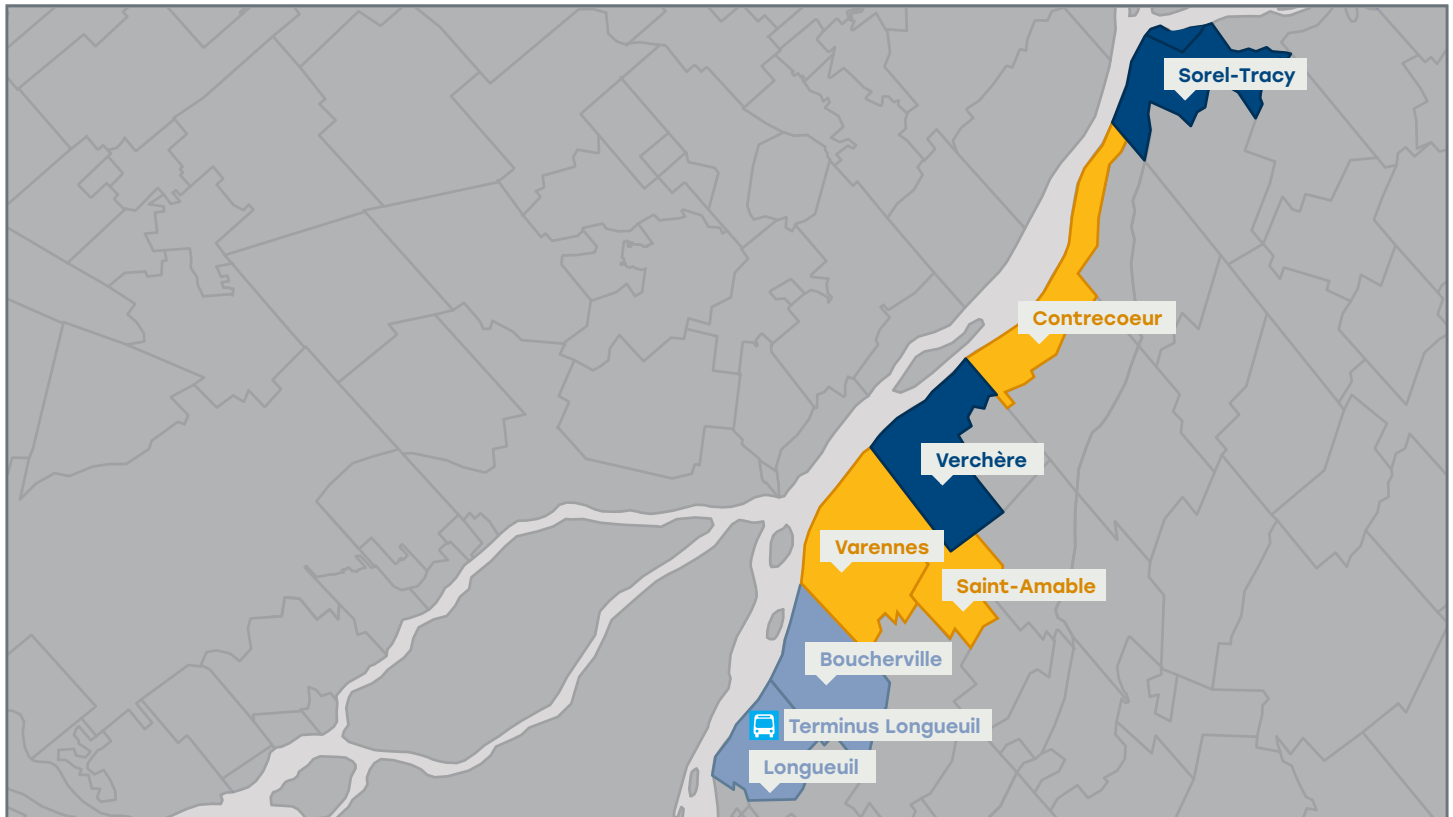 Sorel-Tracy
Contrecoeur
Verchère
Varennes
Saint-Amable
Boucherville
Terminus Longueuil
Longueuil